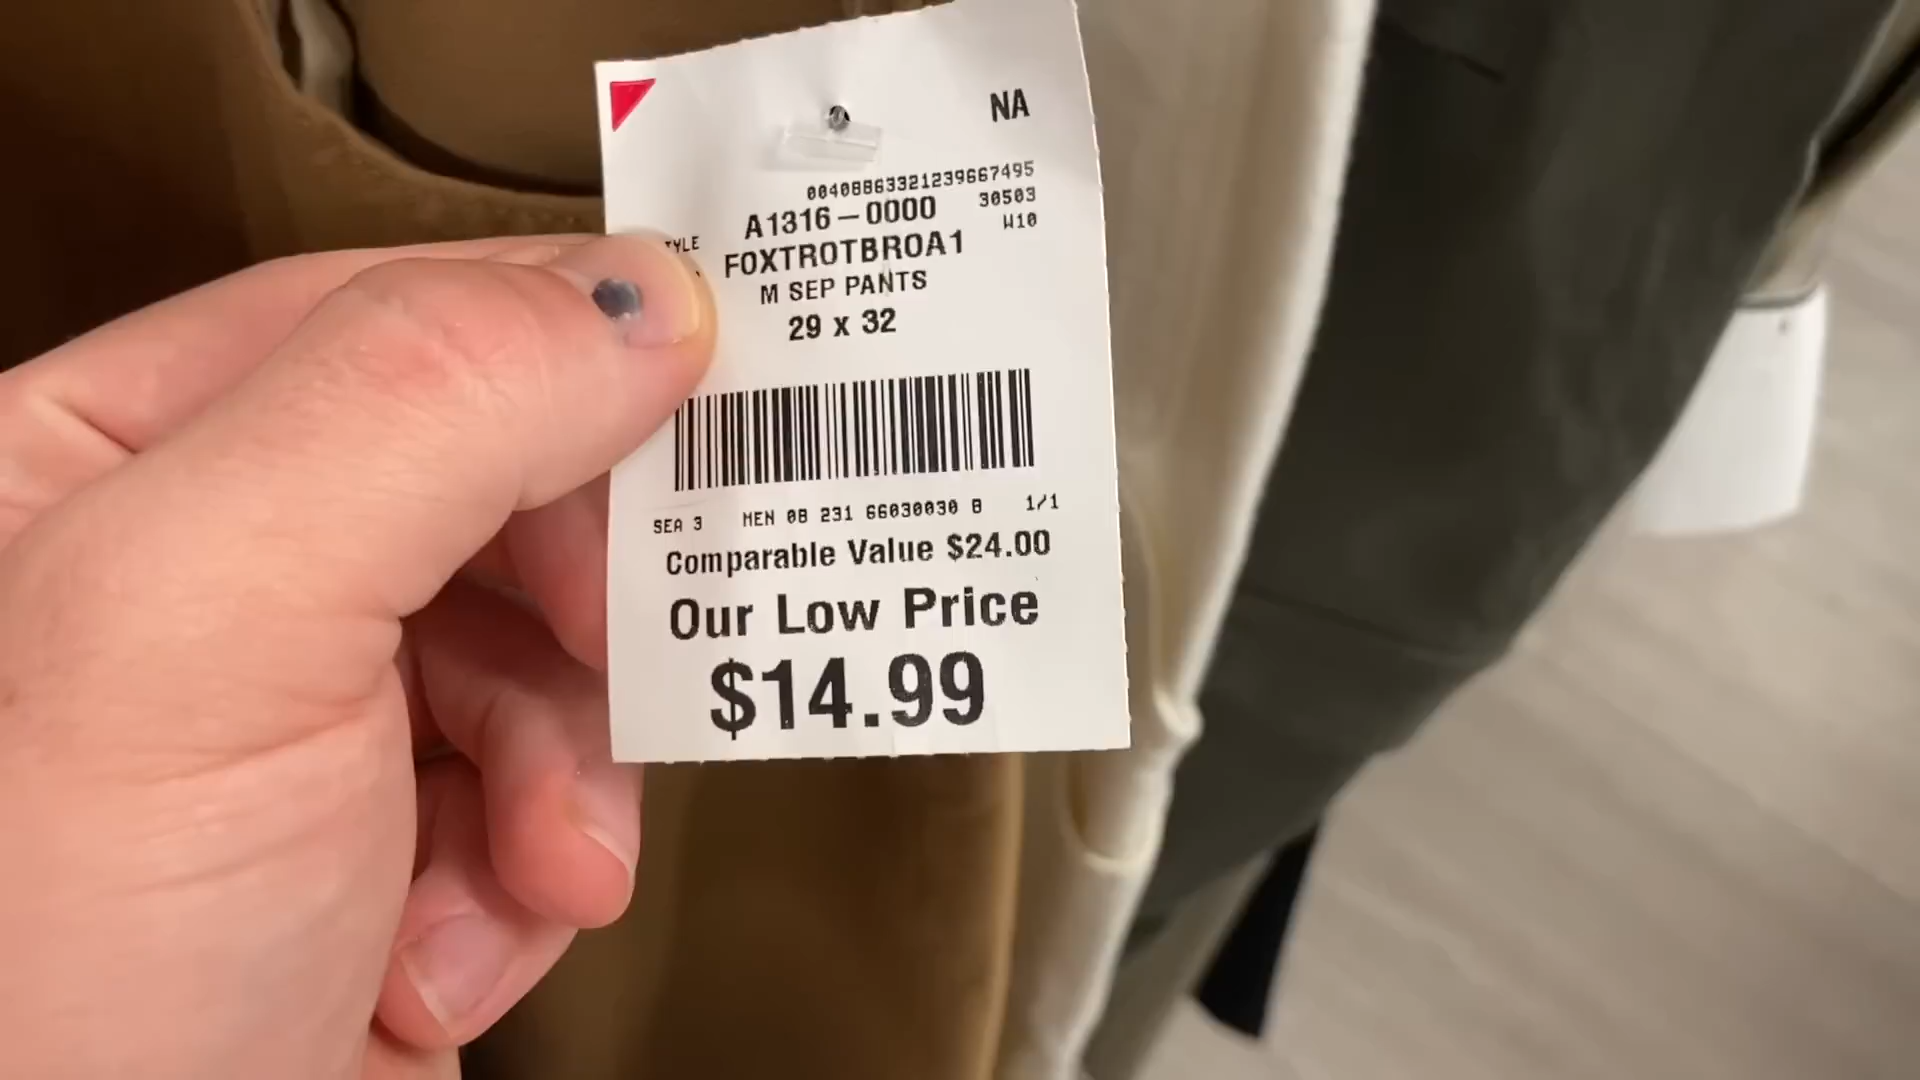 NA
00408863321239667495
A1316-0000 30503
W10
FOXTROTBROA1
M SEP PANTS
29 x 32
SEA 3 MEN 08 231 66030030 8 1/1
Comparable Value $24.00
Our Low Price
$14.99